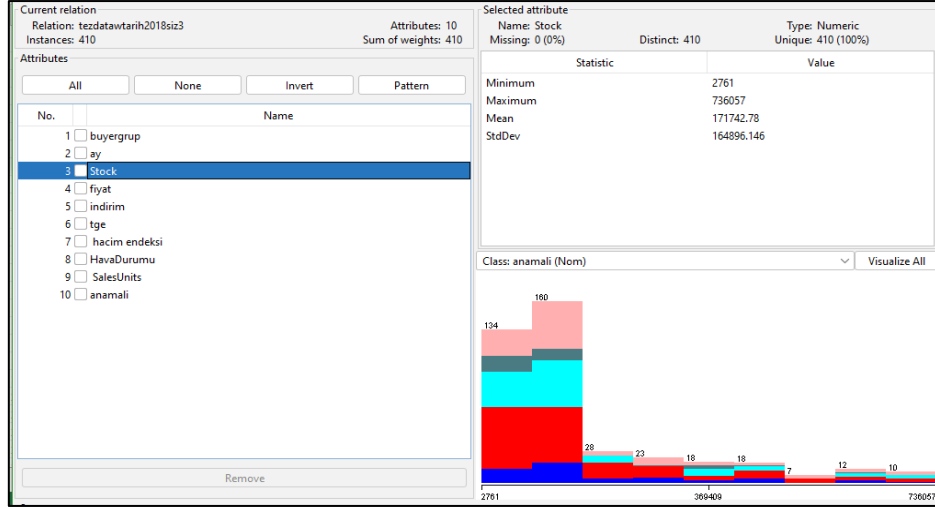 Current relation
Relation: tezdatawtarih2018siz3 Attributes: 10
Instances: 410 Sum of weights: 410
Attributes
All None Invert Pattern
No. Name
1 buyergrup
2 ay
3 Stock
4 fiyat
5 indirim
6 tge
7 hacim endeksi
8 HavaDurumu
9 SalesUnits
10 anamali
Remove
Selected attribute
Name: Stock Type: Numeric
Missing: 0 (0%) Distinct: 410 Unique: 410 (100%)
Statistic Value
Minimum 2761
Maximum 736057
Mean 171742.78
StdDev 164896.146
Class: anamali (Nom) Visualize All
134 160 28 23 18 18 7 12 10
2761 369409 736057